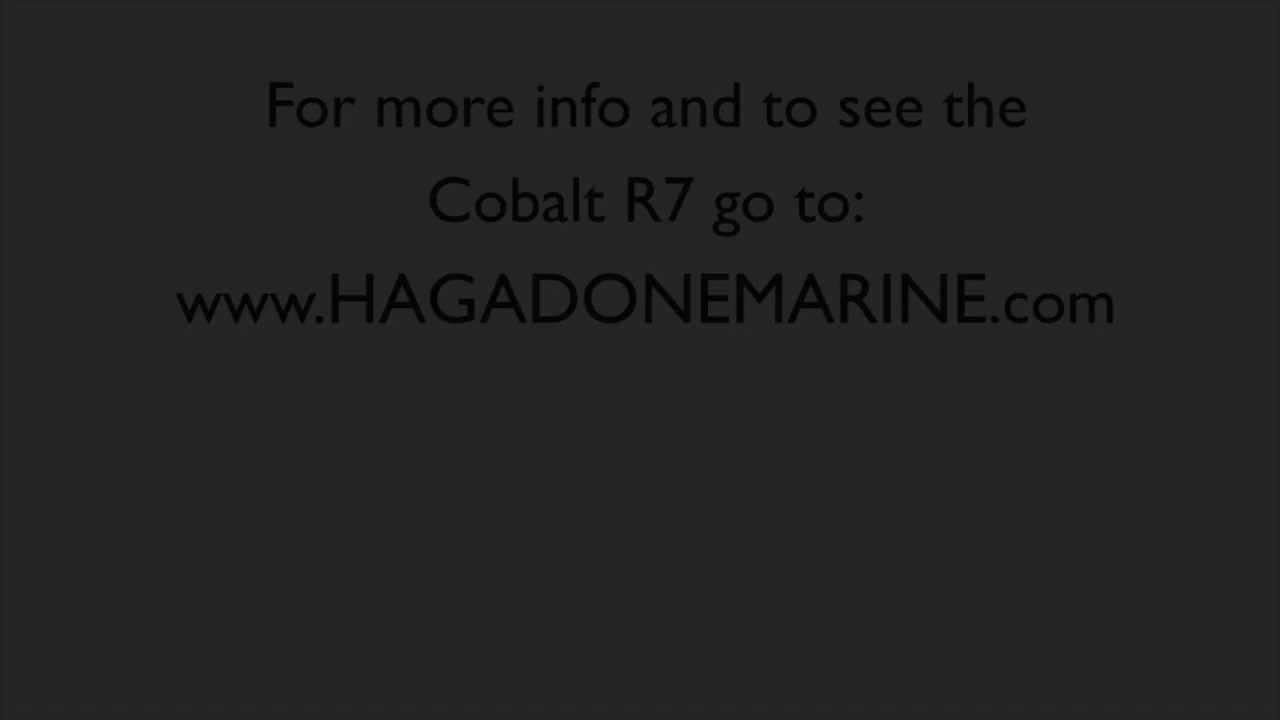 For more info and to see the
Cobalt R7 go to:
www.HAGADONEMARINE.com